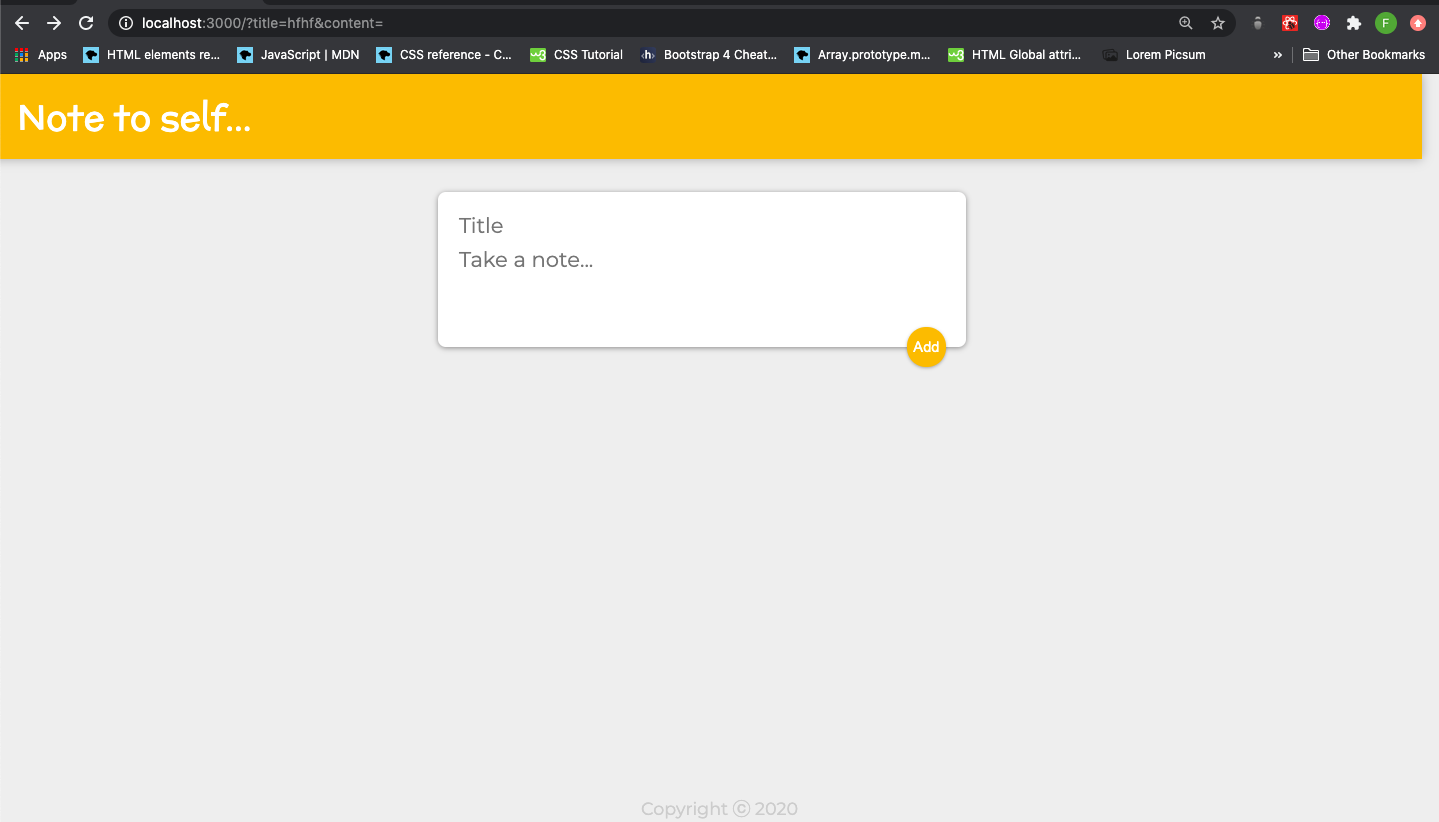 localhost:3000/?title=hfhf&content=
F
Apps HTML elements re... JavaScript | MDN CSS reference - C... CSS Tutorial Bootstrap 4 Cheat... Array.prototype.m... HTML Global attri... Lorem Picsum » Other Bookmarks
Note to self...
Title
Take a note...
Add
Copyright ⓒ 2020